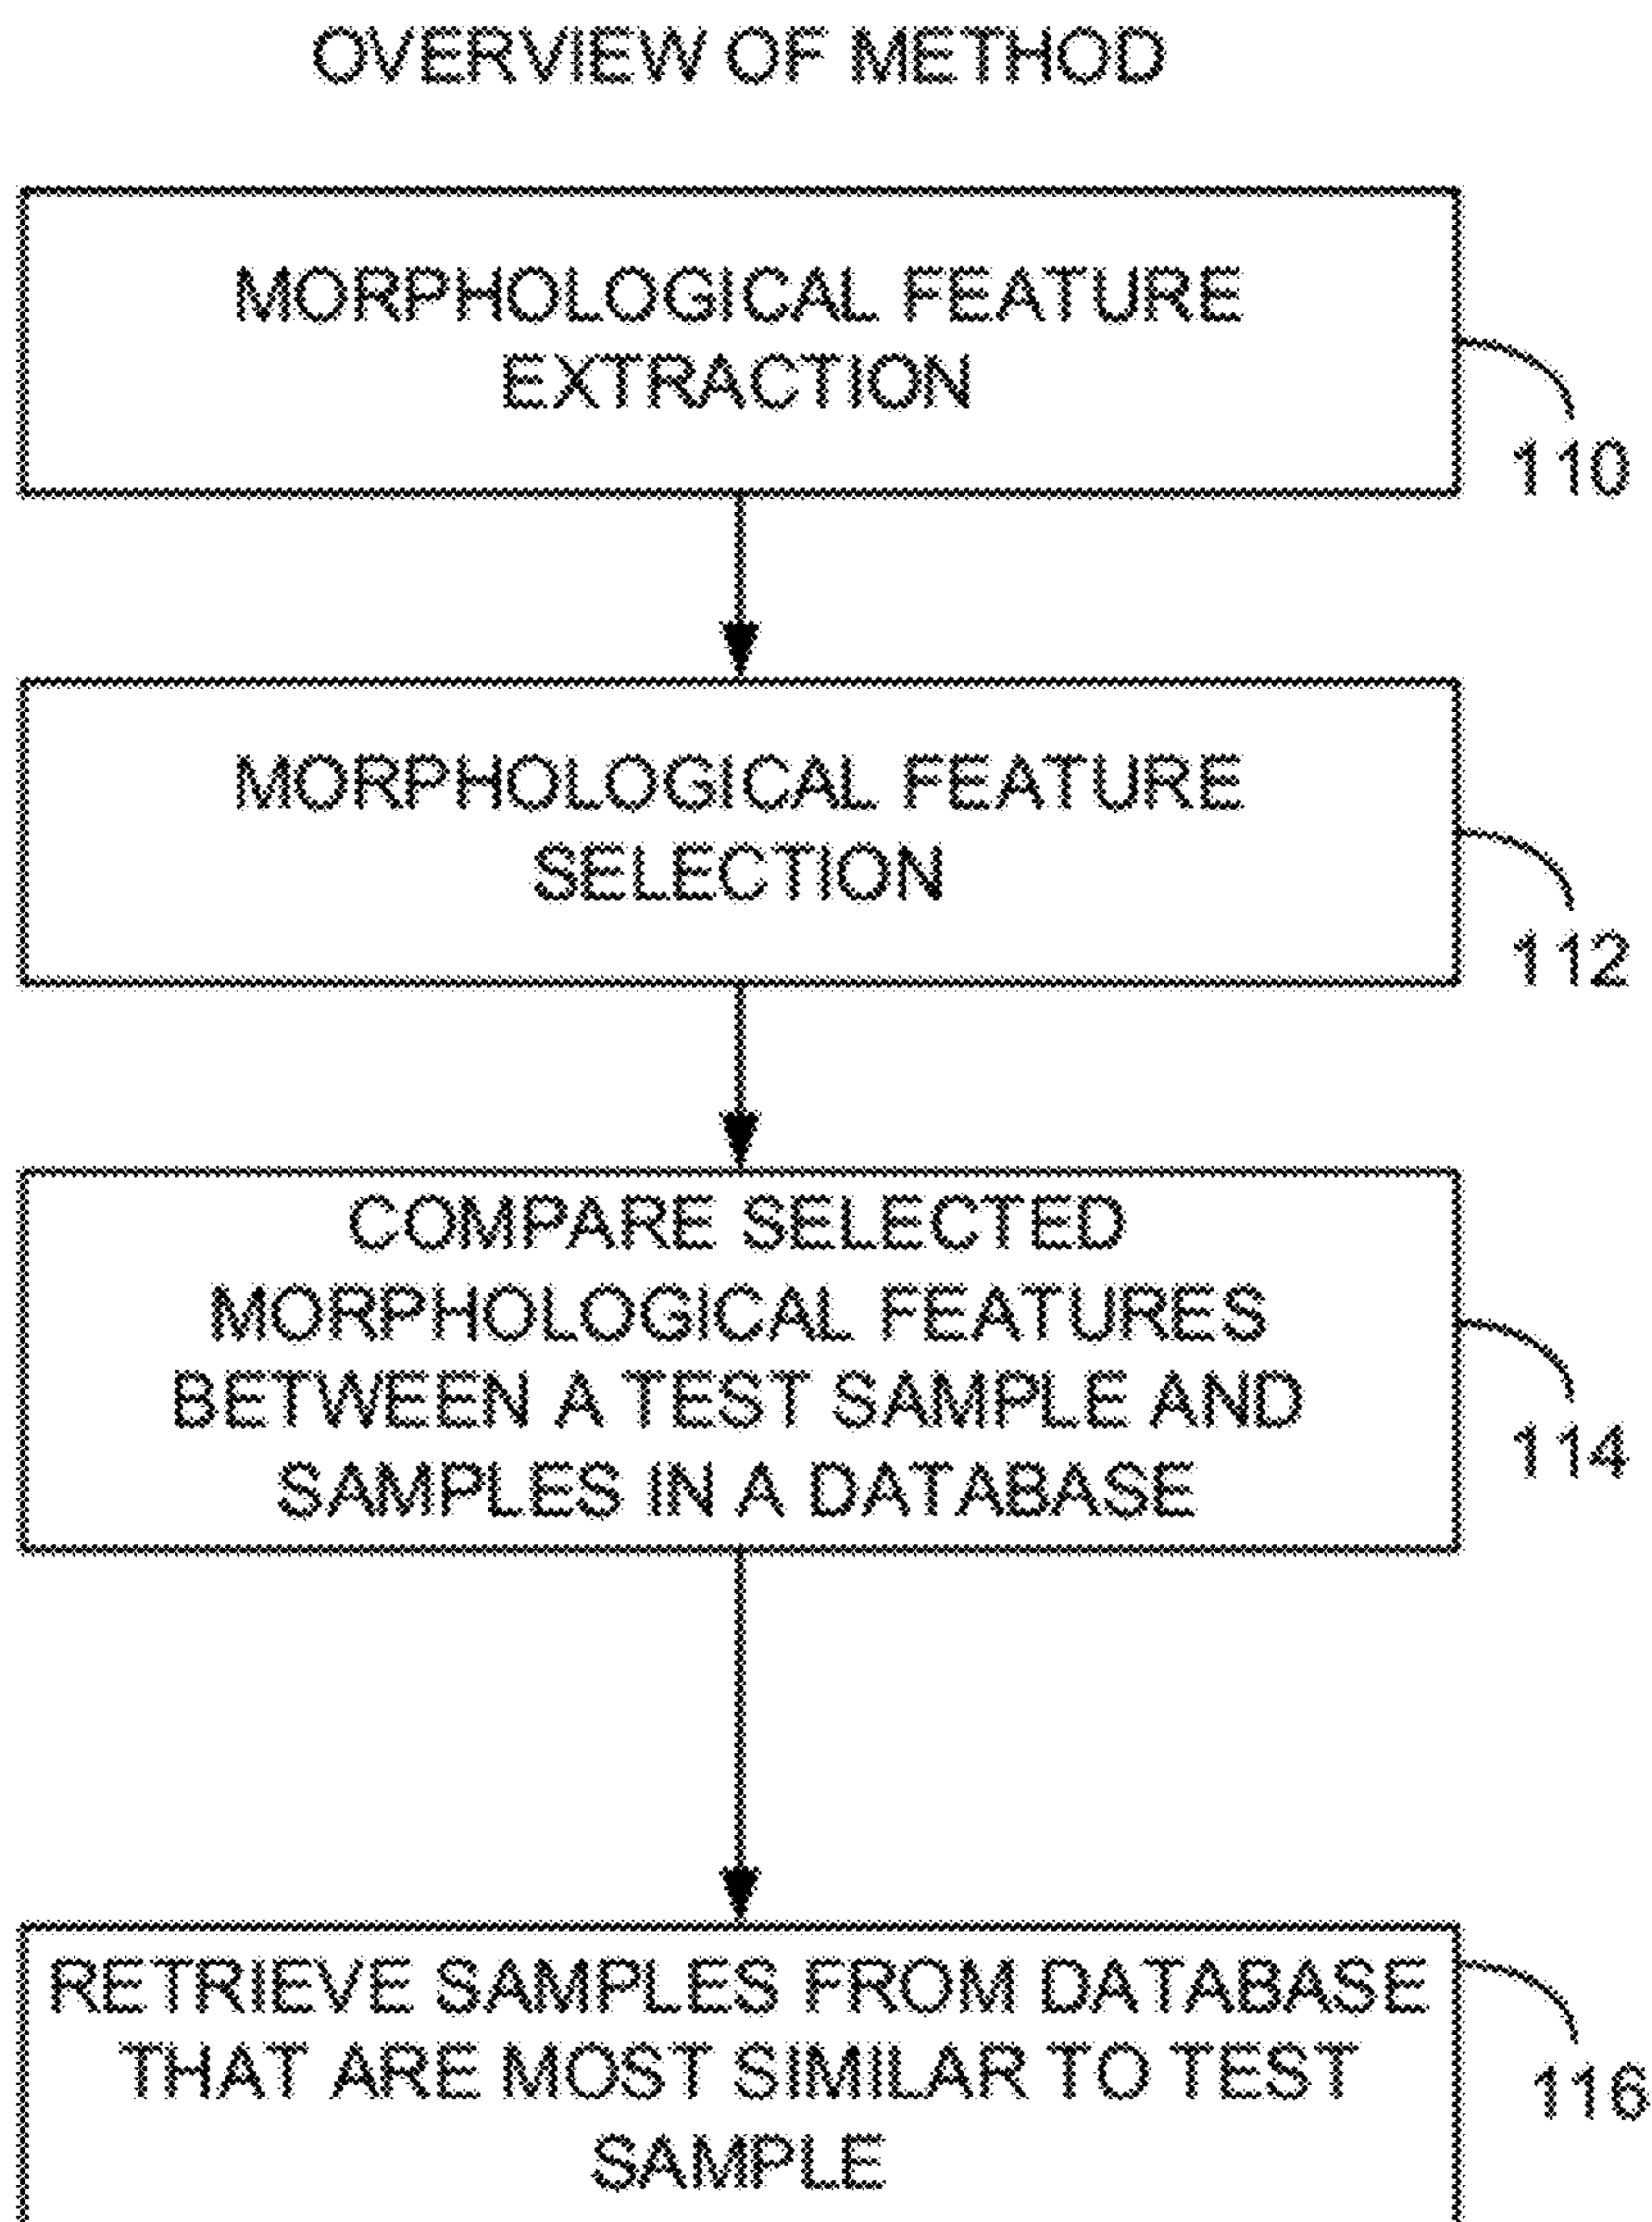 OVERVIEW OF METHOD
MORPHOLOGICAL FEATURE
EXTRACTION
110
MORPHOLOGICAL FEATURE
SELECTION
112
COMPARE SELECTED
MORPHOLOGICAL FEATURES
BETWEEN A TEST SAMPLE AND
SAMPLES IN A DATABASE
114
RETRIEVE SAMPLES FROM DATABASE
THAT ARE MOST SIMILAR TO TEST
SAMPLE
116